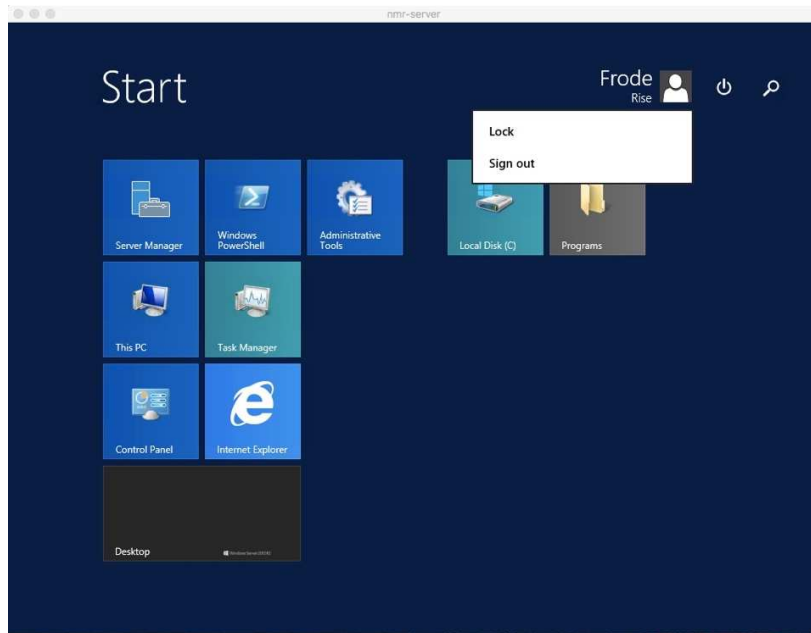 nmr-server
Start
Frode
Rise
Lock
Sign out
Server Manager
Windows
PowerShell
Administrative
Tools
Local Disk (C)
Programs
This PC
Task Manager
Control Panel
Internet Explorer
Desktop